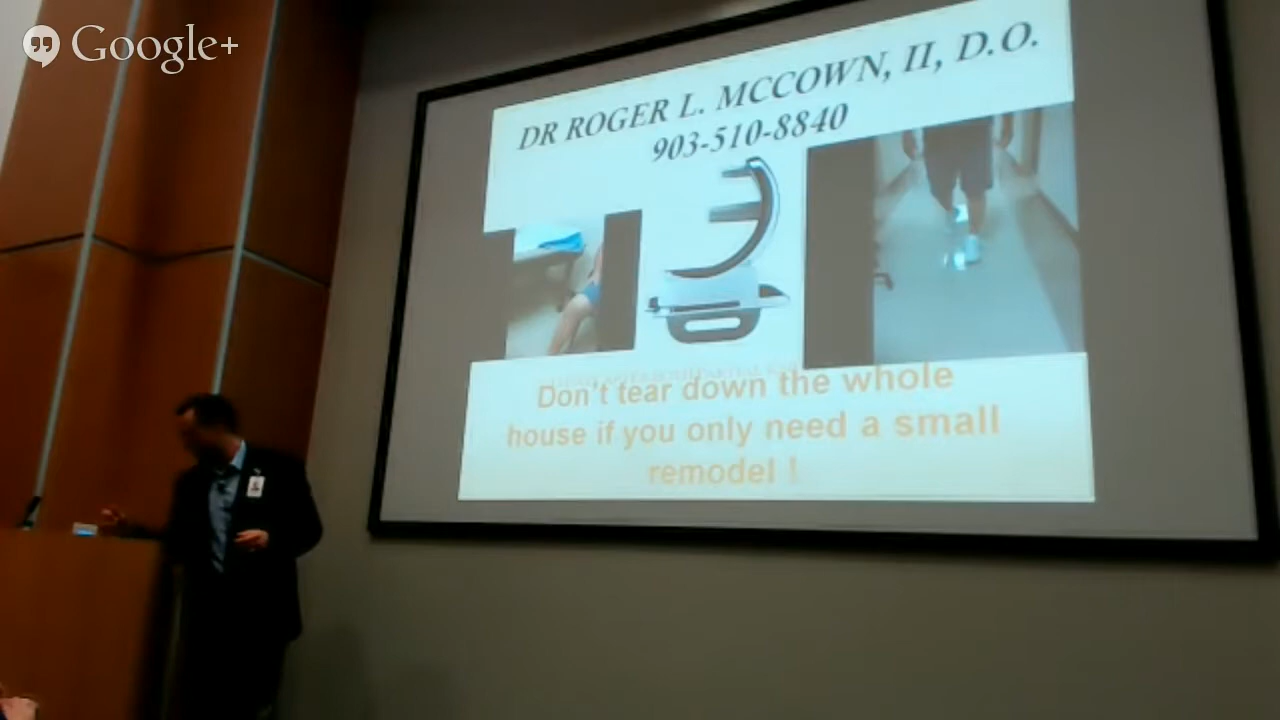 Google+
DR ROGER L. MCCOWN, II, D.O.
903-510-8840
Don't tear down the whole
house if you only need a small
remodel !